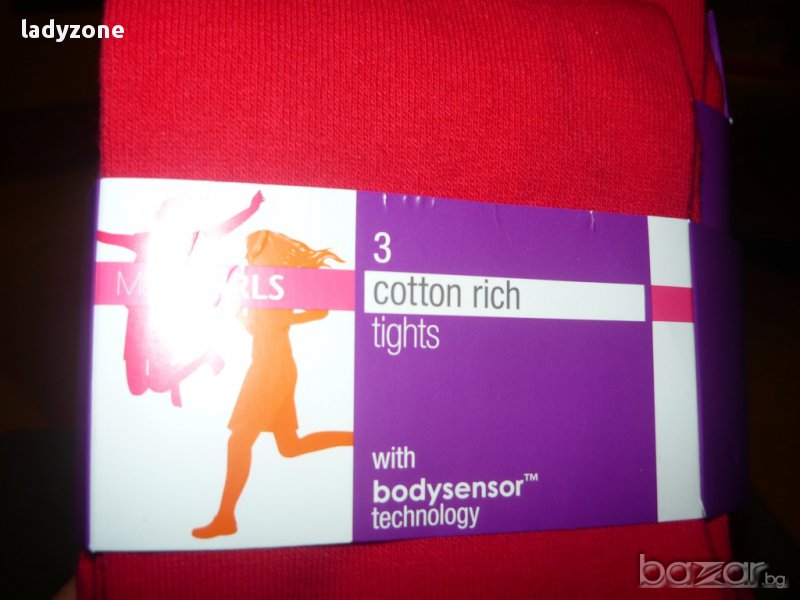 ladyzone
3
cotton rich
tights
with
bodysensor™
technology
bazar.bg